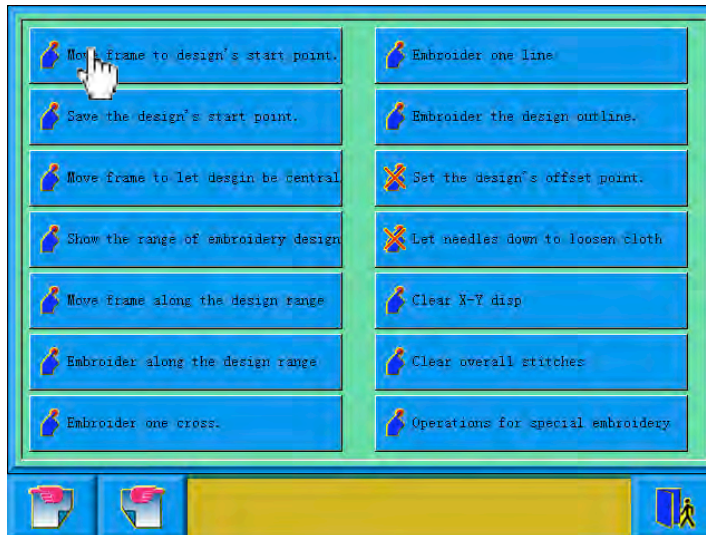 Move frame to design's start point.
Save the design's start point.
Move frame to let desgin be central
Show the range of embroidery design
Move frame along the design range
Embroider along the design range
Embroider one cross.
Embroider one line
Embroider the design outline.
Set the design's offset point.
Let needles down to loosen cloth
Clear X-Y disp
Clear overall stitches
Operations for special embroidery